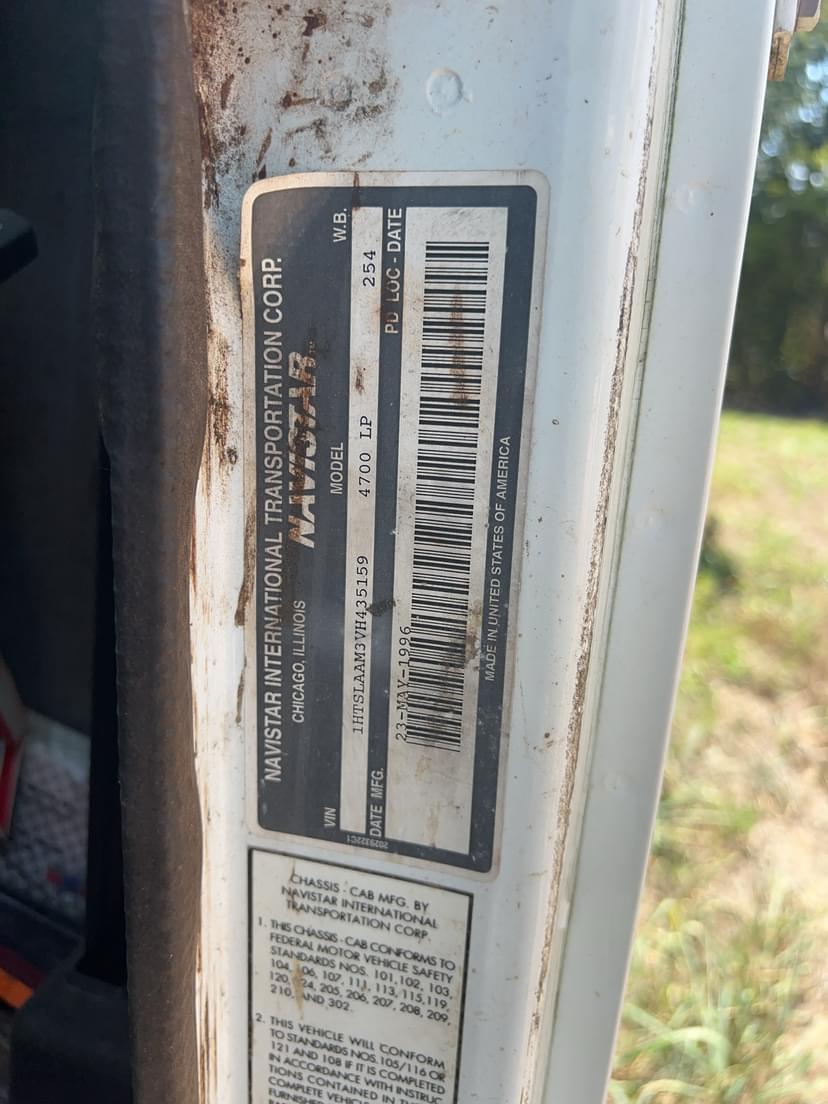 NAVISTAR INTERNATIONAL TRANSPORTATION CORP.
CHICAGO, ILLINOIS
NAVISTAR
VIN MODEL W.B.
1HTSLAAM3VH435159 4700 LP 254
DATE MFG. PD LOC - DATE
23-MAY-1996
MADE IN UNITED STATES OF AMERICA
2029322C1
CHASSIS - CAB MFG. BY
NAVISTAR INTERNATIONAL
TRANSPORTATION CORP.
1. THIS CHASSIS - CAB CONFORMS TO
FEDERAL MOTOR VEHICLE SAFETY
STANDARDS NOS. 101, 102, 103,
104, 106, 107, 111, 113, 115, 119,
120, 124, 205, 206, 207, 208, 209,
210, AND 302.
2. THIS VEHICLE WILL CONFORM
TO STANDARDS NOS. 105/116 OR
121 AND 108 IF IT IS COMPLETED
IN ACCORDANCE WITH INSTRUC
TIONS CONTAINED IN
COMPLETE
FURNISHED